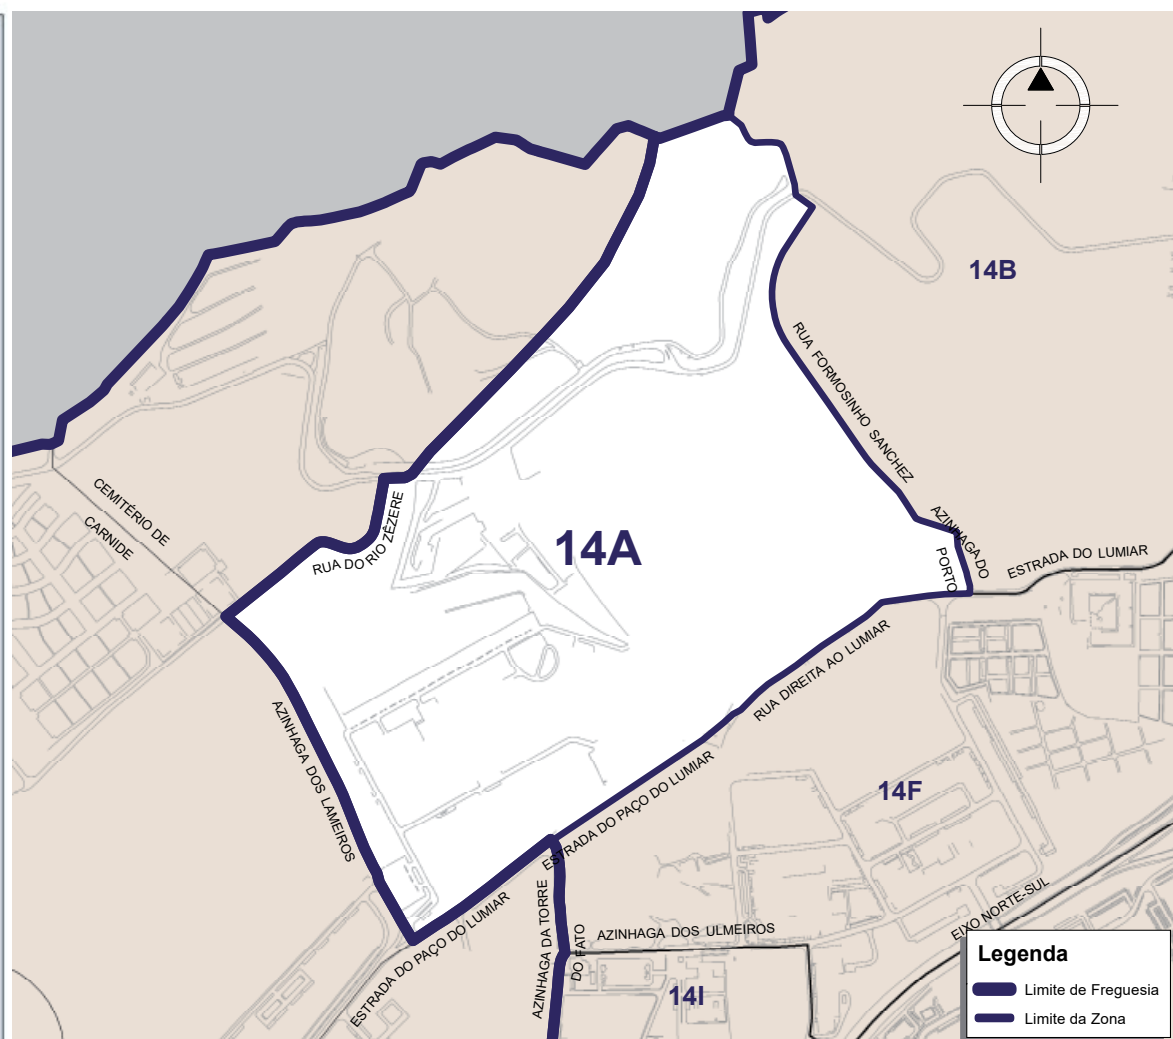 14B
RUA FORMOSINHO SANCHEZ
CEMITÉRIO DE
CARNIDE
RUA DO RIO ZÊZERE
14A
AZINHAGA DO
PORTO
ESTRADA DO LUMIAR
RUA DIREITA AO LUMIAR
AZINHAGA DOS LAMEIROS
ESTRADA DO PAÇO DO LUMIAR
14F
ESTRADA DO PAÇO DO LUMIAR
AZINHAGA DA TORRE
DO FATO
AZINHAGA DOS ULMEIROS
EIXO NORTE-SUL
14I
Legenda
Limite de Freguesia
Limite da Zona